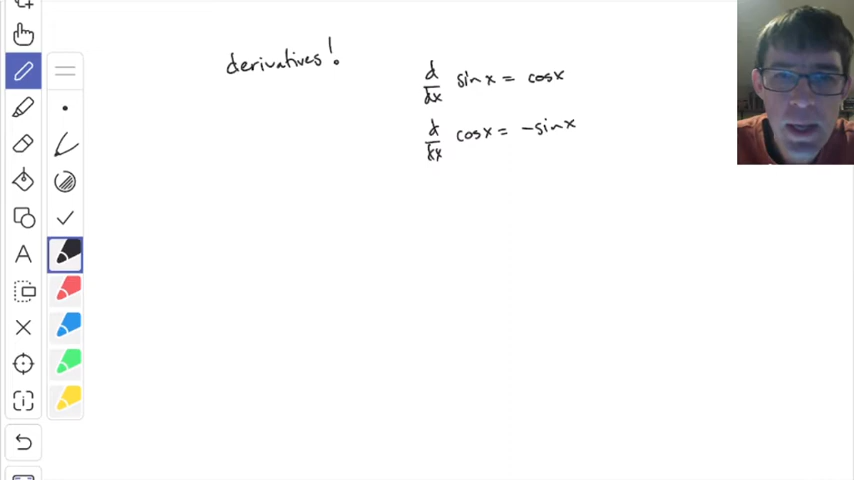 derivatives!
d/dx sin x = cos x
d/dx cos x = -sin x
A